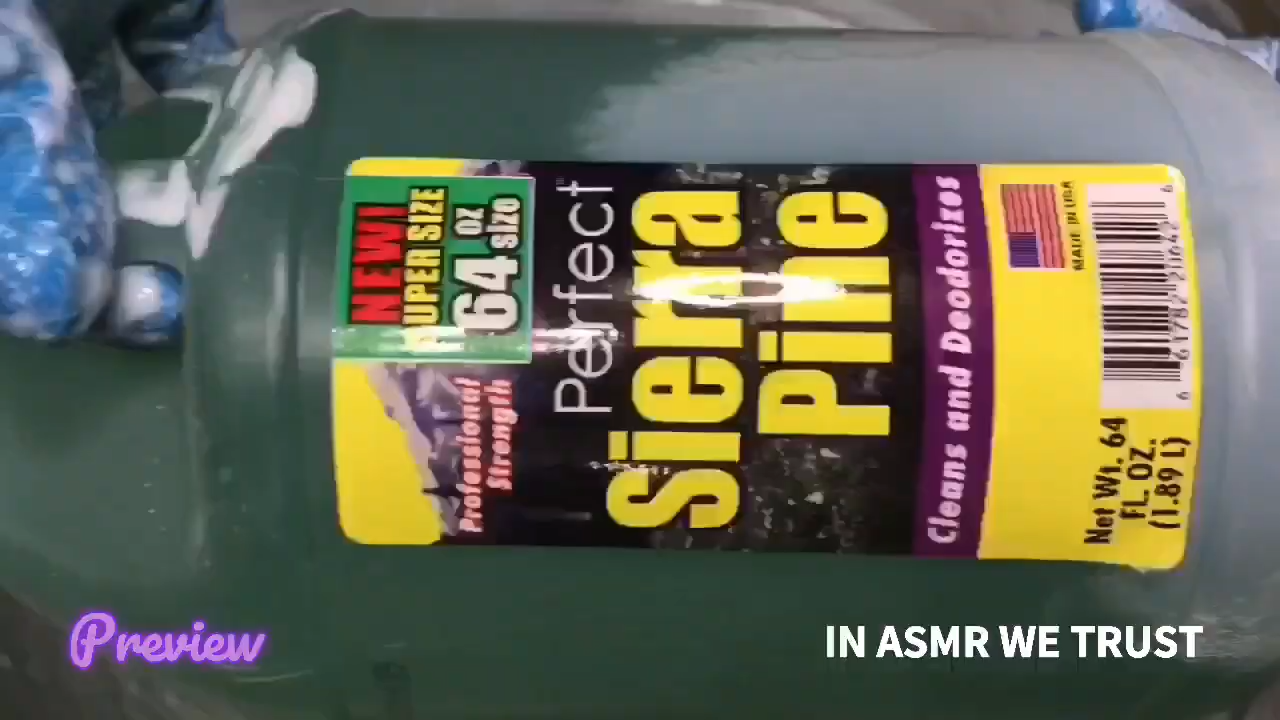 NEW!
SUPER SIZE
64 OZ
size
Professional
Strength
Perfect™
Sierra
Pine
Cleans and Deodorizes
MADE IN USA
Net Wt. 64
FL. OZ.
(1.89 L)
Preview
IN ASMR WE TRUST